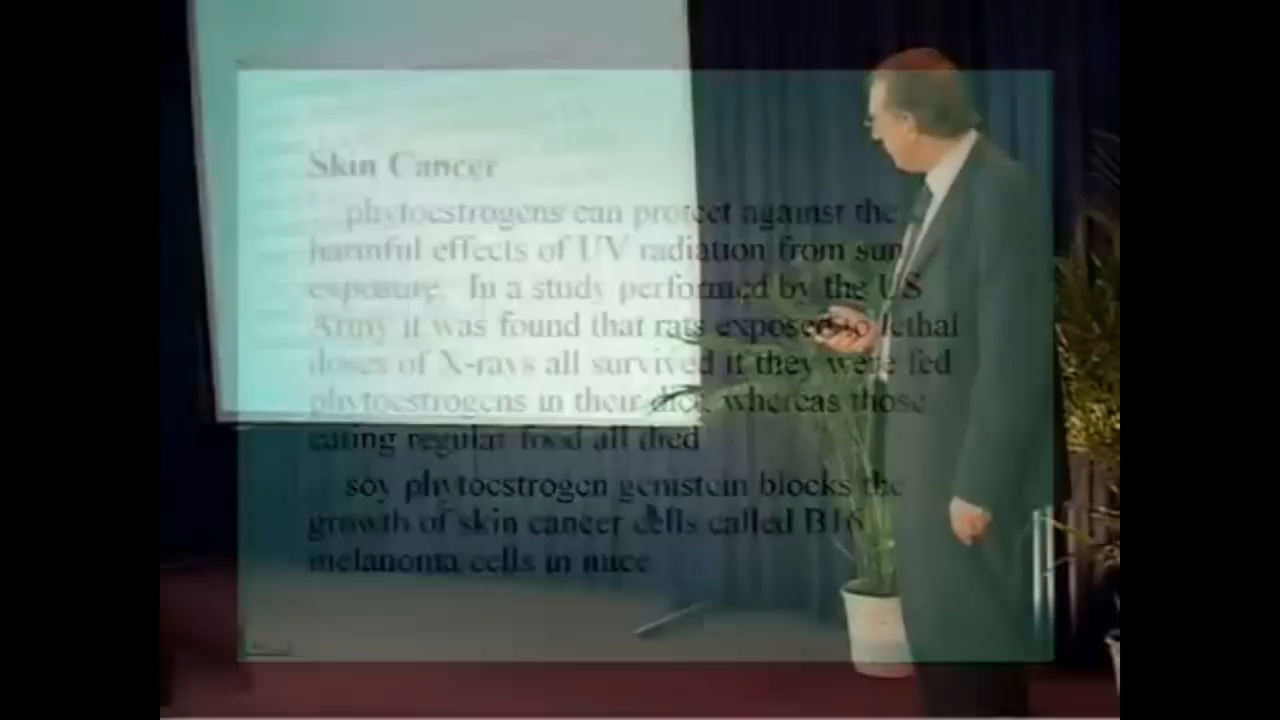 Skin Cancer
phytoestrogens can protect against the
harmful effects of UV radiation from sun
exposure. In a study performed by the US
Army it was found that rats exposed to lethal
doses of X-rays all survived if they were fed
phytoestrogens in their diet, whereas those
eating regular food all died
soy phytoestrogen genistein blocks the
growth of skin cancer cells called B16
melanoma cells in mice